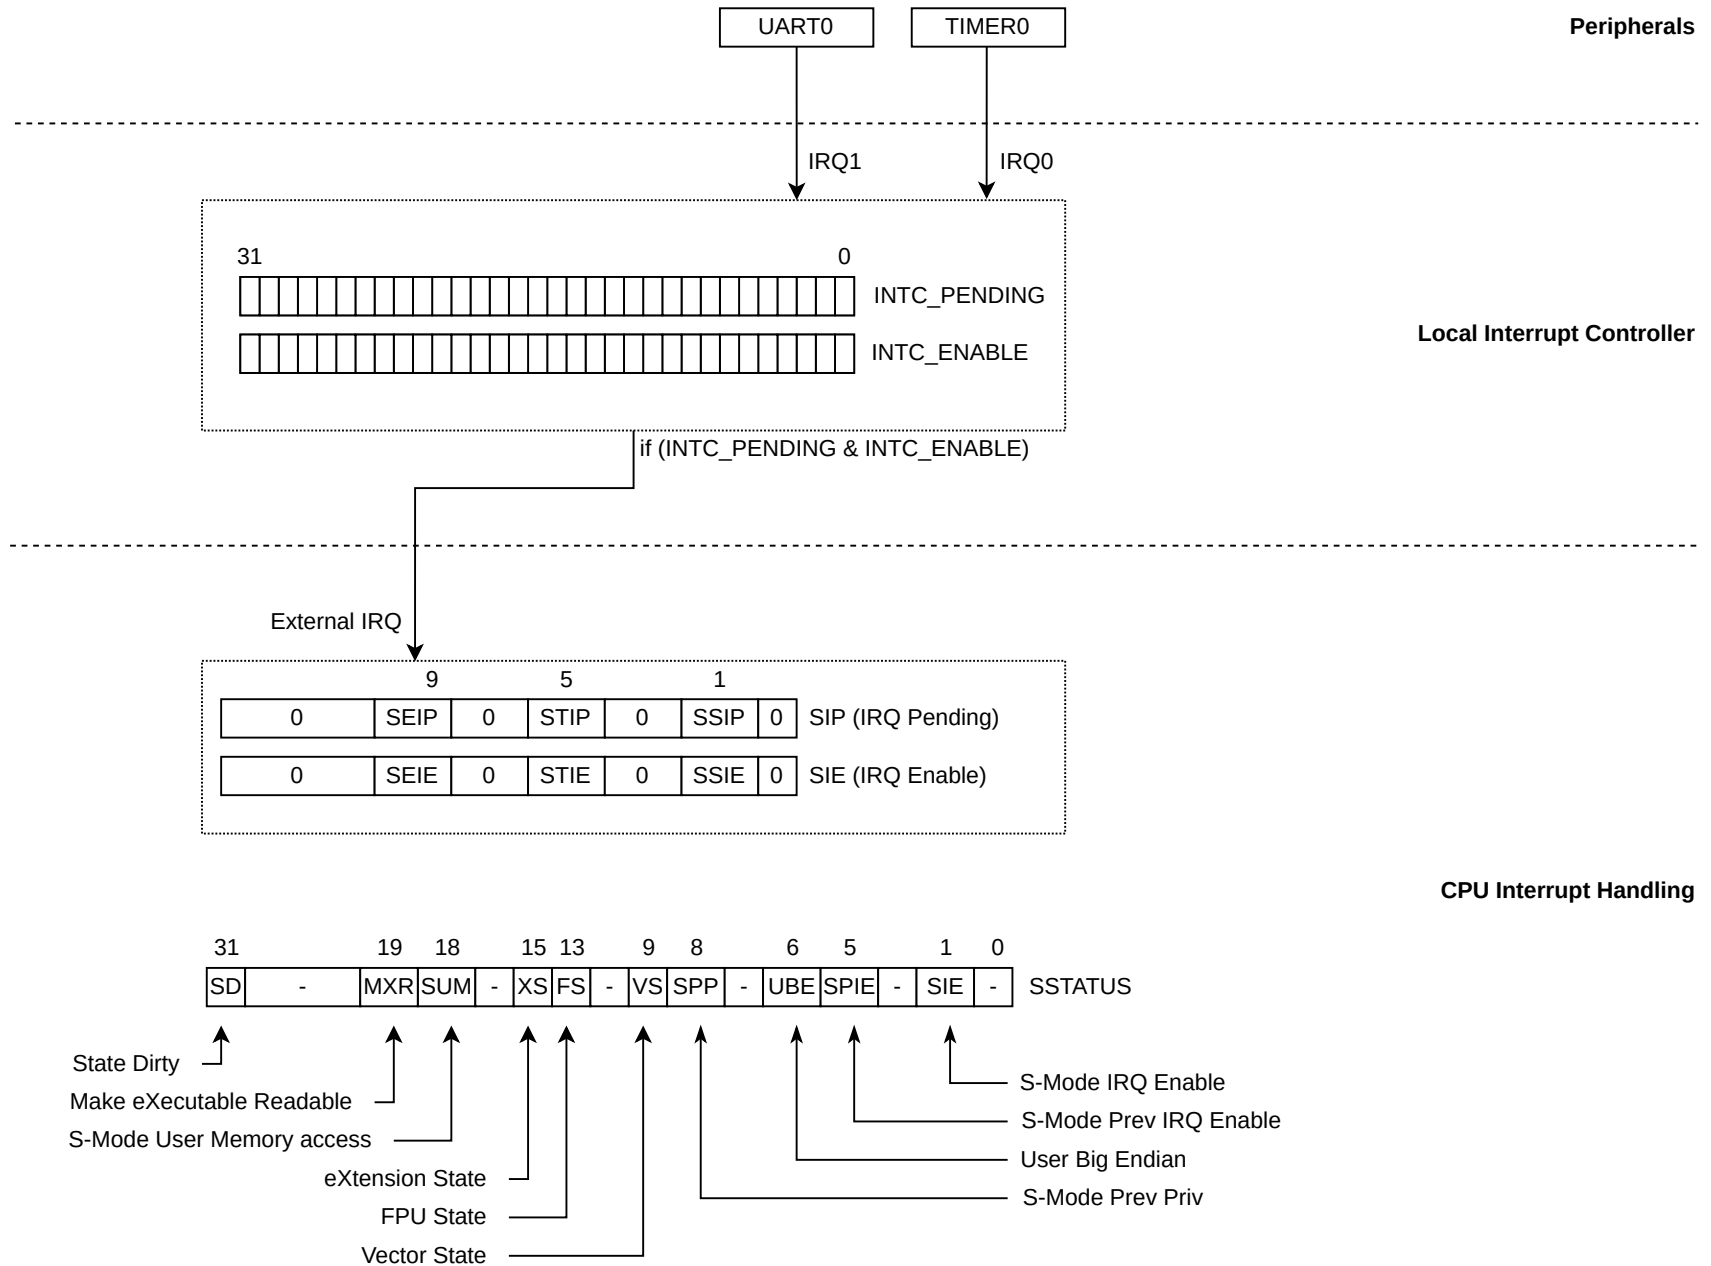 UART0 TIMER0 Peripherals
IRQ1 IRQ0
31 0
INTC_PENDING
Local Interrupt Controller
INTC_ENABLE
if (INTC_PENDING & INTC_ENABLE)
External IRQ
9 5 1
0 SEIP 0 STIP 0 SSIP 0 SIP (IRQ Pending)
0 SEIE 0 STIE 0 SSIE 0 SIE (IRQ Enable)
CPU Interrupt Handling
31 19 18 15 13 9 8 6 5 1 0
SD - MXR SUM - XS FS - VS SPP - UBE SPIE - SIE - SSTATUS
State Dirty
Make eXecutable Readable
S-Mode User Memory access
eXtension State
FPU State
Vector State
S-Mode IRQ Enable
S-Mode Prev IRQ Enable
User Big Endian
S-Mode Prev Priv